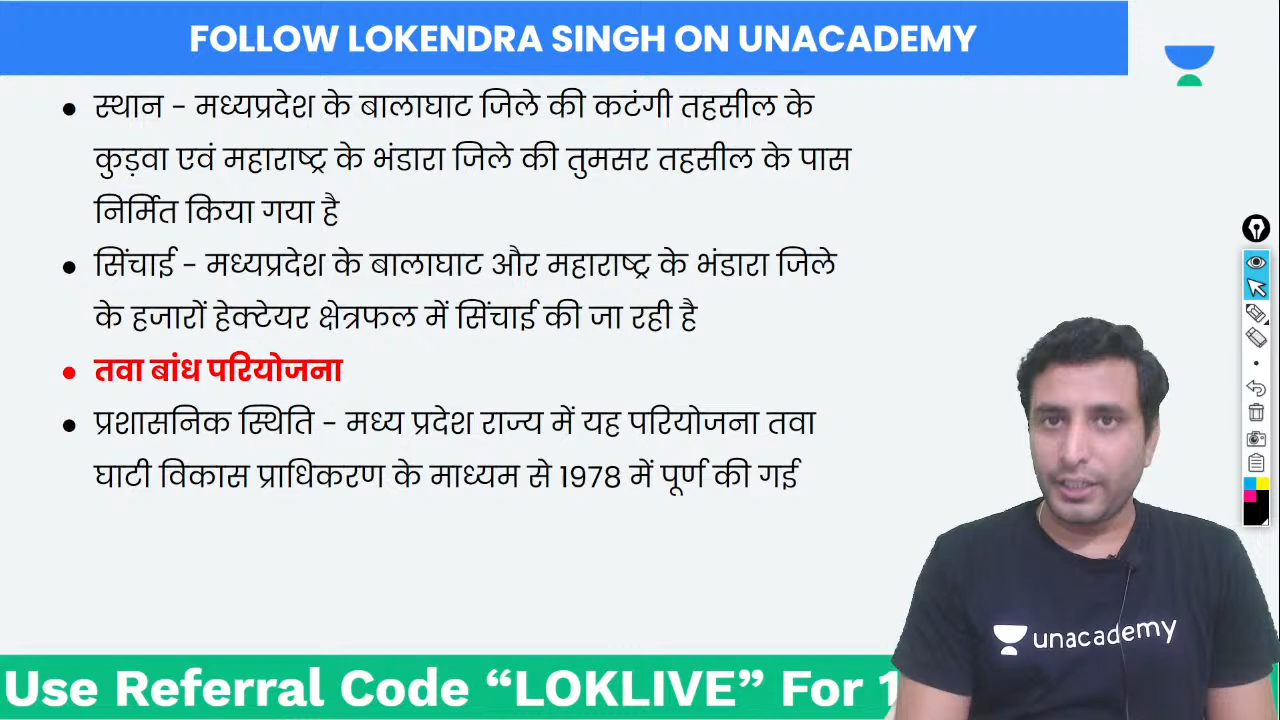 FOLLOW LOKENDRA SINGH ON UNACADEMY
• स्थान - मध्यप्रदेश के बालाघाट जिले की कटंगी तहसील के
कुड़वा एवं महाराष्ट्र के भंडारा जिले की तुमसर तहसील के पास
निर्मित किया गया है
• सिंचाई - मध्यप्रदेश के बालाघाट और महाराष्ट्र के भंडारा जिले
के हजारों हेक्टेयर क्षेत्रफल में सिंचाई की जा रही है
• तवा बांध परियोजना
• प्रशासनिक स्थिति - मध्य प्रदेश राज्य में यह परियोजना तवा
घाटी विकास प्राधिकरण के माध्यम से 1978 में पूर्ण की गई
unacademy
Use Referral Code “LOKLIVE” For 1